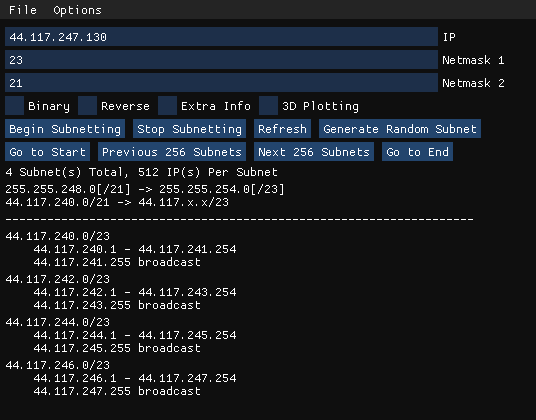 File Options
44.117.247.130 IP
23 Netmask 1
21 Netmask 2
Binary Reverse Extra Info 3D Plotting
Begin Subnetting Stop Subnetting Refresh Generate Random Subnet
Go to Start Previous 256 Subnets Next 256 Subnets Go to End
4 Subnet(s) Total, 512 IP(s) Per Subnet
255.255.248.0[/21] -> 255.255.254.0[/23]
44.117.240.0/21 -> 44.117.x.x/23
-------------------------------------------------------------------
44.117.240.0/23
44.117.240.1 - 44.117.241.254
44.117.241.255 broadcast
44.117.242.0/23
44.117.242.1 - 44.117.243.254
44.117.243.255 broadcast
44.117.244.0/23
44.117.244.1 - 44.117.245.254
44.117.245.255 broadcast
44.117.246.0/23
44.117.246.1 - 44.117.247.254
44.117.247.255 broadcast